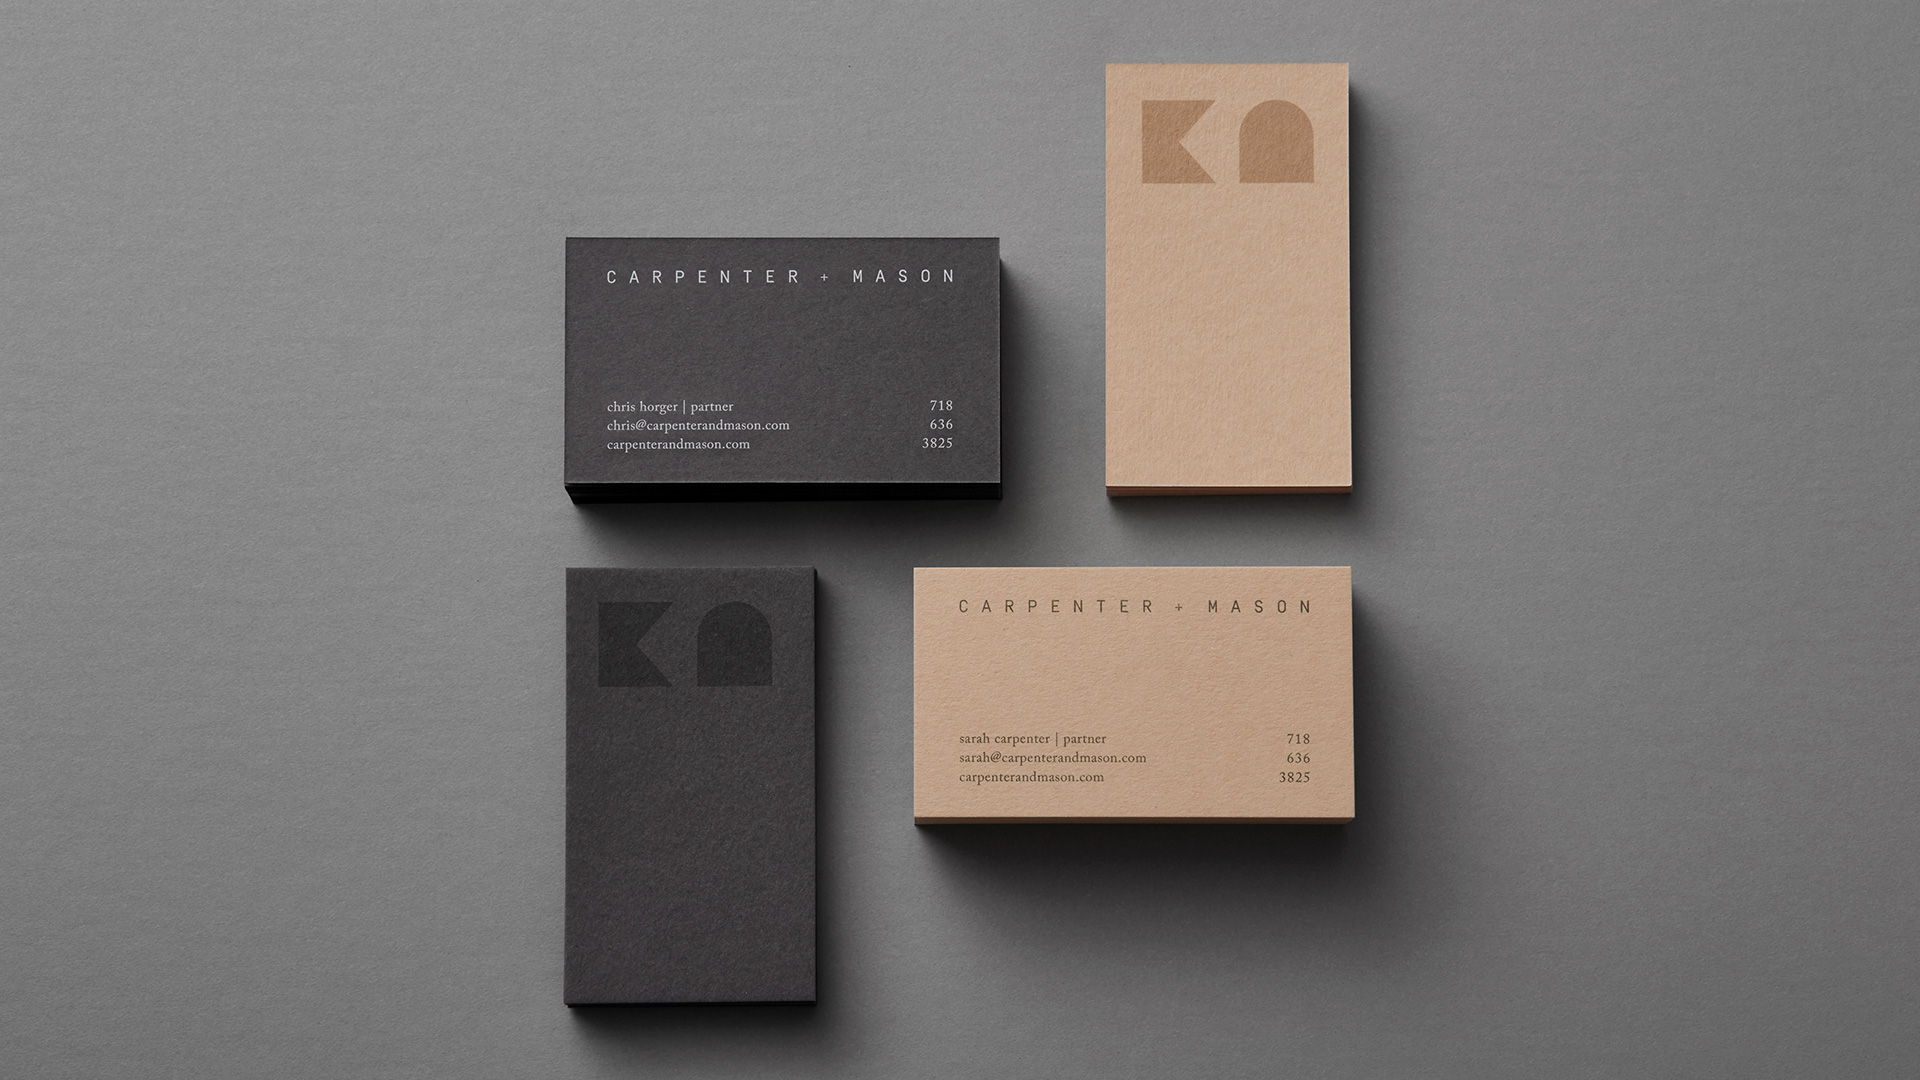 CARPENTER + MASON
chris horger | partner
chris@carpenterandmason.com
carpenterandmason.com
718
636
3825
CARPENTER + MASON
sarah carpenter | partner
sarah@carpenterandmason.com
carpenterandmason.com
718
636
3825